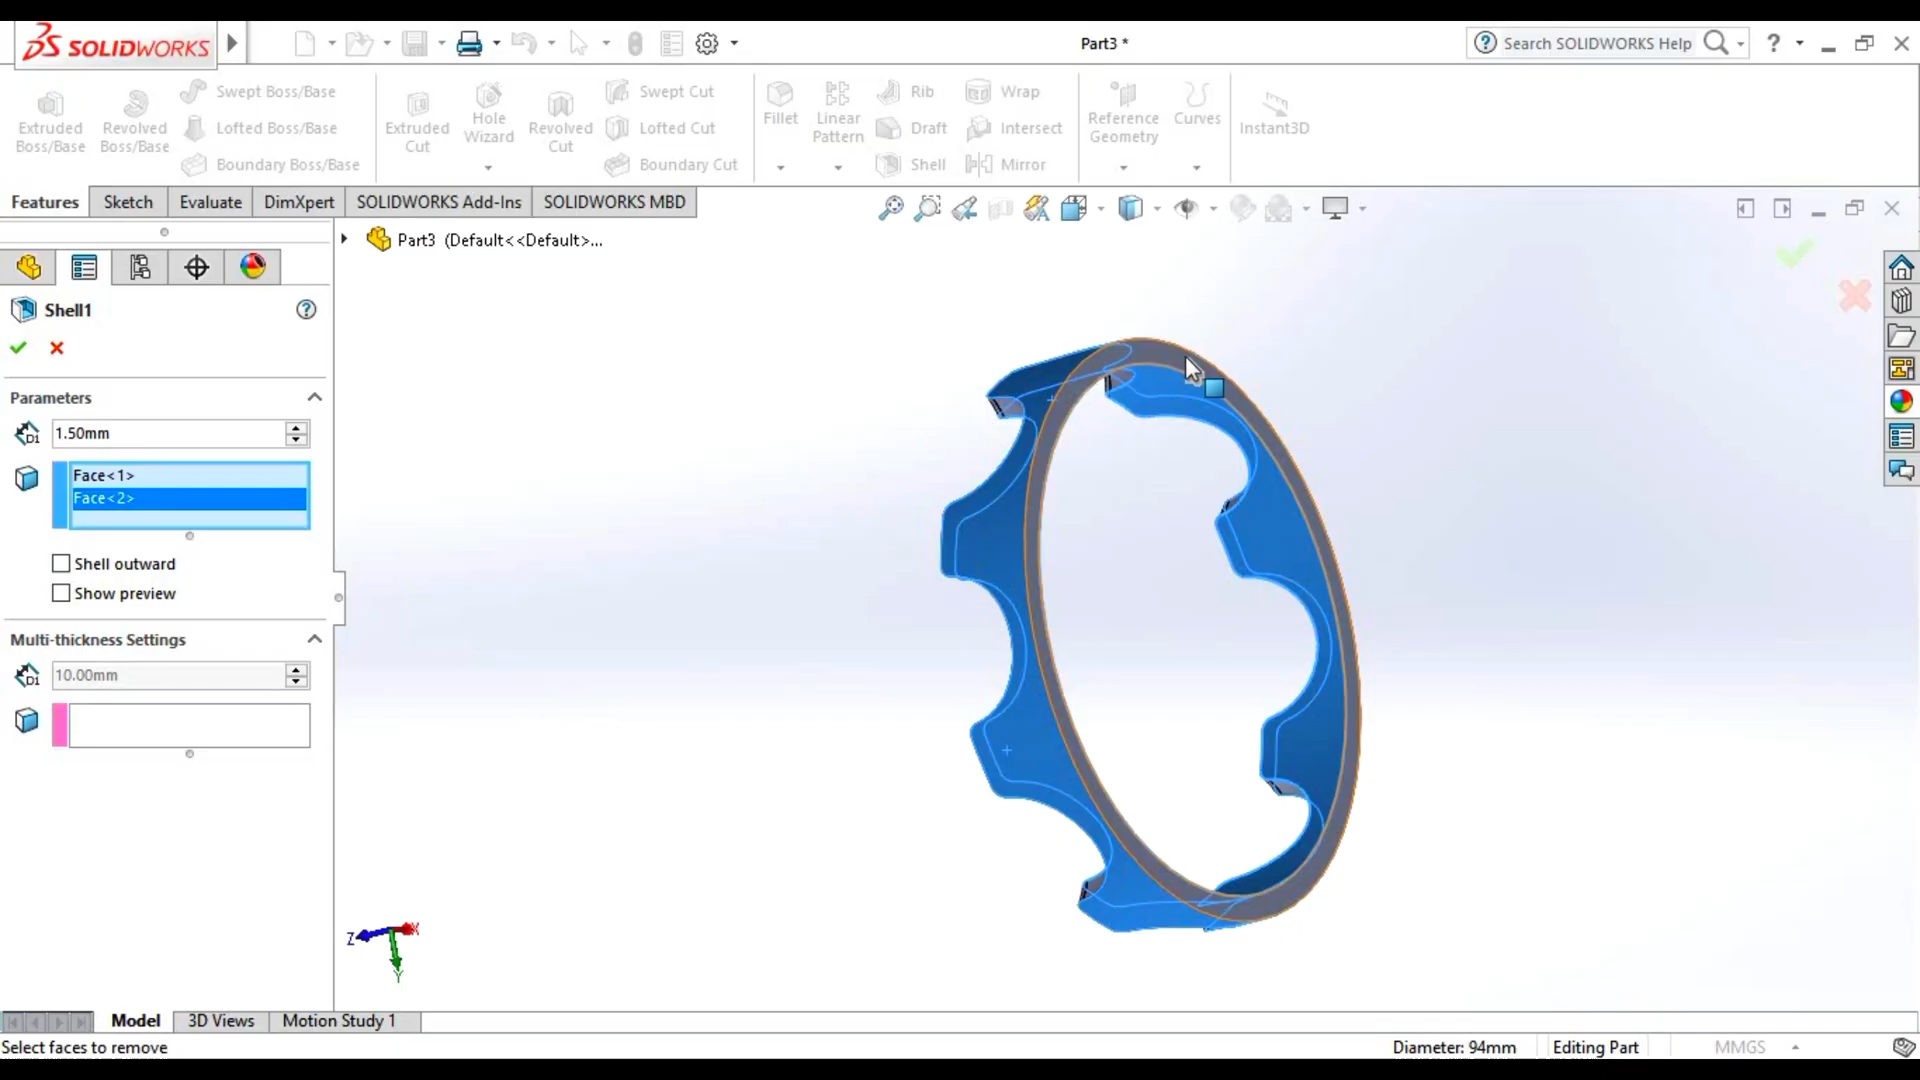 SOLIDWORKS
Part3 *
Search SOLIDWORKS Help
?
Extruded Boss/Base
Revolved Boss/Base
Swept Boss/Base
Lofted Boss/Base
Boundary Boss/Base
Extruded Cut
Hole Wizard
Revolved Cut
Swept Cut
Lofted Cut
Boundary Cut
Fillet
Linear Pattern
Rib
Draft
Shell
Wrap
Intersect
Mirror
Reference Geometry
Curves
Instant3D
Features
Sketch
Evaluate
DimXpert
SOLIDWORKS Add-Ins
SOLIDWORKS MBD
Part3 (Default<<Default>...
Shell1
?
Parameters
D1
1.50mm
Face<1>
Face<2>
Shell outward
Show preview
Multi-thickness Settings
D1
10.00mm
Z
X
Y
Model
3D Views
Motion Study 1
Select faces to remove
Diameter: 94mm
Editing Part
MMGS